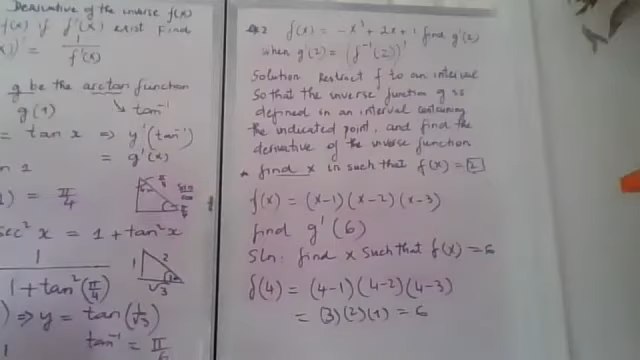 Derivative of the inverse f(x)
f(x) if f'(x) exist find
))' = 1/f'(x)
g be the arctan function
g(1) tan⁻¹
= tan x ⇒ y'(tan⁻¹)
= g'(x)
1) = π/4
sec² x = 1 + tan² x
1/(1 + tan²(π/4))
) ⇒ y = tan(1/√3)
tan⁻¹ = π/6
1 2
√3
f(x) = -x³ + 2x + 1 find g'(2)
when g'(2) = (f⁻¹(2))'
Solution Restract f to an interval
So that the inverse function g is
defined in an interval containing
the indicated point, and find the
derivative of the inverse function
find x in such that f(x) = 2
f(x) = (x-1)(x-2)(x-3)
find g'(6)
Sln: find x such that f(x) = 6
f(4) = (4-1)(4-2)(4-3)
= (3)(2)(1) = 6